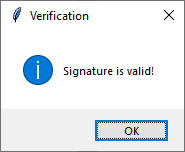 Verification
Signature is valid!
OK